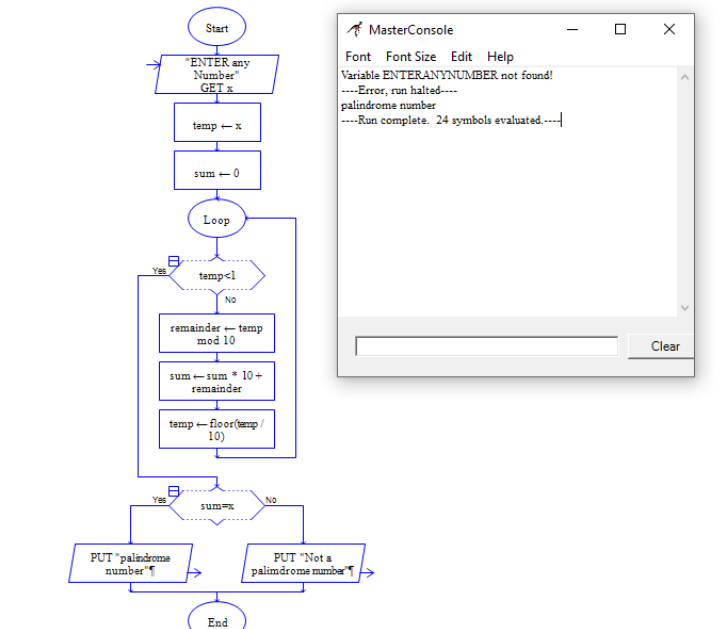 Start
"ENTER any
Number"
GET x
temp ← x
sum ← 0
Loop
Yes
temp<1
No
remainder ← temp
mod 10
sum ← sum * 10 +
remainder
temp ← floor(temp /
10)
Yes
sum=x
No
PUT "palindrome
number"¶
PUT "Not a
palimdrome number"¶
End
MasterConsole
Font Font Size Edit Help
Variable ENTERANYNUMBER not found!
----Error, run halted----
palindrome number
----Run complete. 24 symbols evaluated.----
Clear